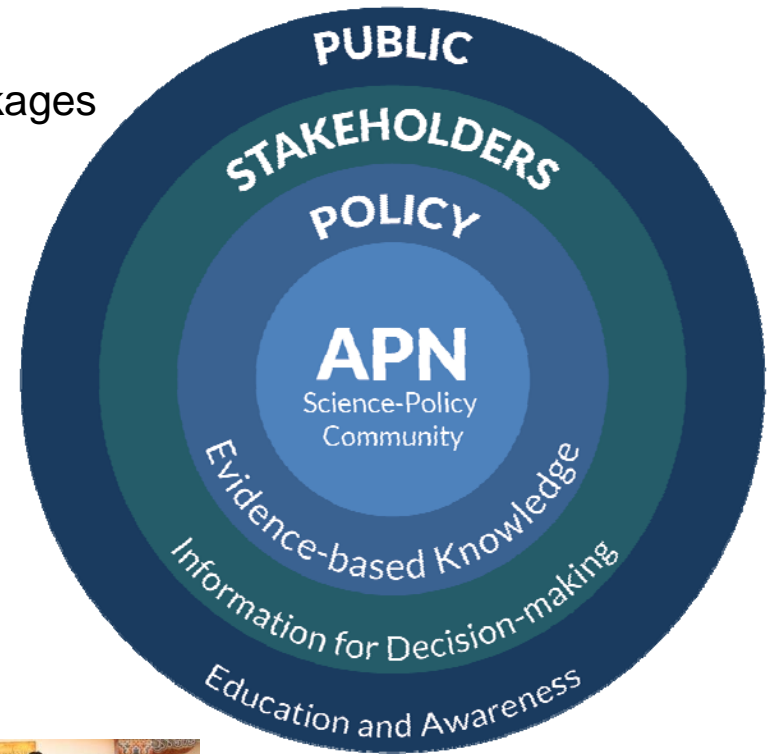 kages
PUBLIC
STAKEHOLDERS
POLICY
APN
Science-Policy
Community
Evidence-based Knowledge
Information for Decision-making
Education and Awareness